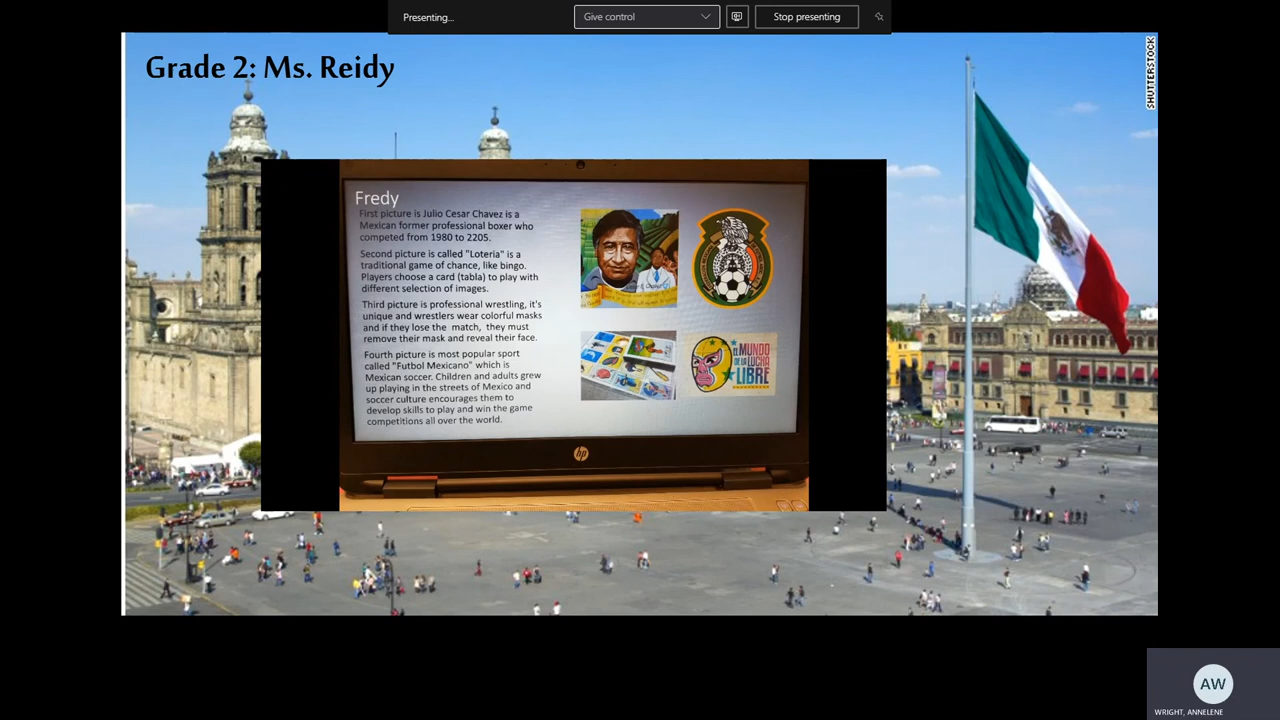 Presenting...
Give control
Stop presenting
Grade 2: Ms. Reidy
SHUTTERSTOCK
Fredy
First picture is Julio Cesar Chavez is a
Mexican former professional boxer who
competed from 1980 to 2205.
Second picture is called "Loteria" is a
traditional game of chance, like bingo.
Players choose a card (tabla) to play with
different selection of images.
Third picture is professional wrestling, it's
unique and wrestlers wear colorful masks
and if they lose the match, they must
remove their mask and reveal their face.
Fourth picture is most popular sport
called "Futbol Mexicano" which is
Mexican soccer. Children and adults grew
up playing in the streets of Mexico and
soccer culture encourages them to
develop skills to play and win the game
competitions all over the world.
EL
MUNDO
DE LA LUCHA
LIBRE
hp
AW
WRIGHT, ANNELENE